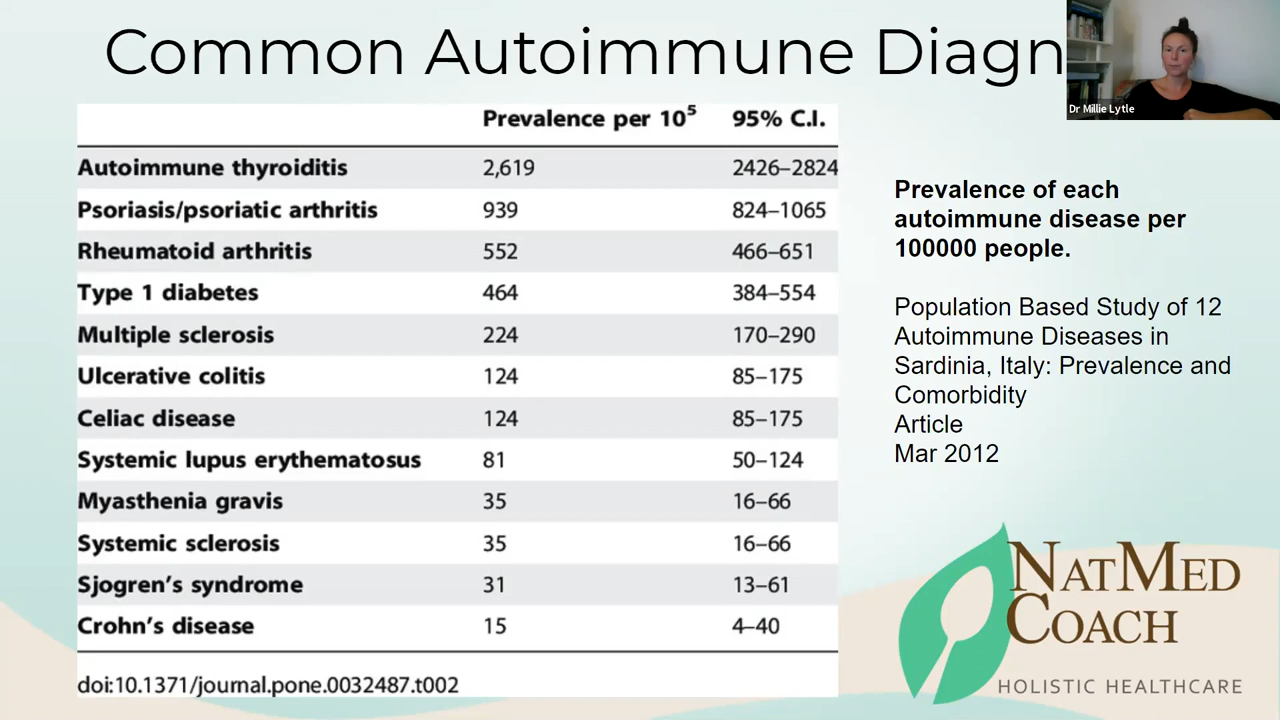 Common Autoimmune Diagn
Dr Millie Lytle
Prevalence per 10⁵ 95% C.I.
Autoimmune thyroiditis 2,619 2426–2824
Psoriasis/psoriatic arthritis 939 824–1065
Rheumatoid arthritis 552 466–651
Type 1 diabetes 464 384–554
Multiple sclerosis 224 170–290
Ulcerative colitis 124 85–175
Celiac disease 124 85–175
Systemic lupus erythematosus 81 50–124
Myasthenia gravis 35 16–66
Systemic sclerosis 35 16–66
Sjogren's syndrome 31 13–61
Crohn's disease 15 4–40
doi:10.1371/journal.pone.0032487.t002
Prevalence of each
autoimmune disease per
100000 people.
Population Based Study of 12
Autoimmune Diseases in
Sardinia, Italy: Prevalence and
Comorbidity
Article
Mar 2012
NATMED
COACH
HOLISTIC HEALTHCARE